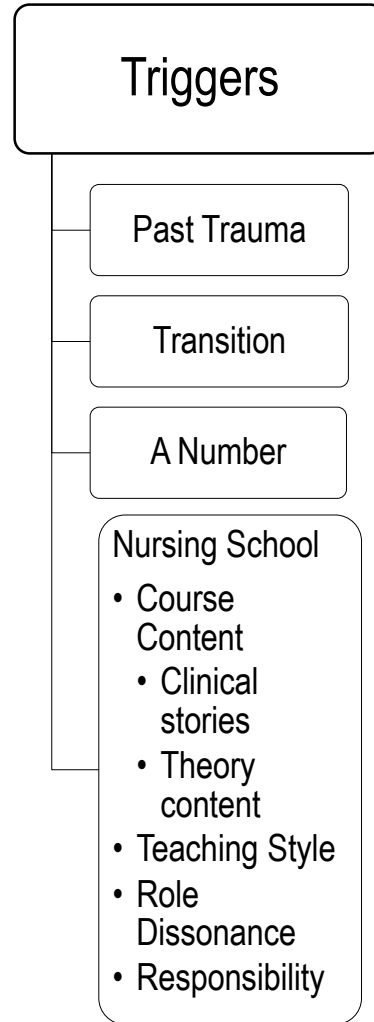 Triggers
Past Trauma
Transition
A Number
Nursing School
• Course
Content
• Clinical
stories
• Theory
content
• Teaching Style
• Role
Dissonance
• Responsibility